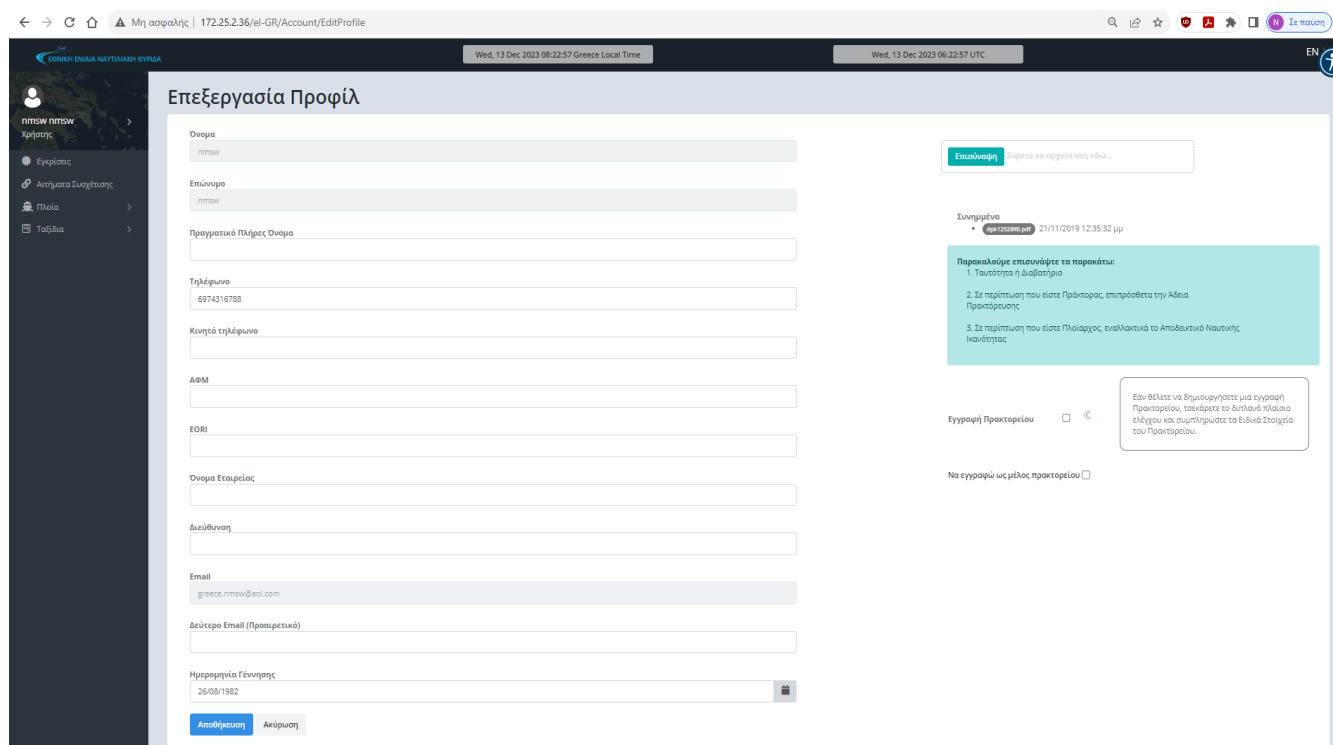 Μη ασφαλής | 172.25.2.36/el-GR/Account/EditProfile
N Σε παύση
ΕΘΝΙΚΗ ΕΝΙΑΙΑ ΝΑΥΤΙΛΙΑΚΗ ΘΥΡΙΔΑ
Wed, 13 Dec 2023 08:22:57 Greece Local Time
Wed, 13 Dec 2023 06:22:57 UTC
EN
nmsw nmsw
Χρήστης
Εγκρίσεις
Αιτήματα Συσχέτισης
Πλοία
Ταξίδια
Επεξεργασία Προφίλ
Όνομα
nmsw
Επώνυμο
nmsw
Πραγματικό Πλήρες Όνομα
Τηλέφωνο
6974316788
Κινητό τηλέφωνο
ΑΦΜ
EORI
Όνομα Εταιρείας
Διεύθυνση
Email
greece.nmsw@aol.com
Δεύτερο Email (Προαιρετικό)
Ημερομηνία Γέννησης
26/08/1982
Αποθήκευση Ακύρωση
Επισύναψη Σύρετε τα αρχεία σας εδώ...
Συνημμένα
dpk1252890.pdf 21/11/2019 12:35:32 μμ
Παρακαλούμε επισυνάψτε τα παρακάτω:
1. Ταυτότητα ή Διαβατήριο
2. Σε περίπτωση που είστε Πράκτορας, επιπρόσθετα την Άδεια
Πρακτόρευσης
3. Σε περίπτωση που είστε Πλοίαρχος, εναλλακτικά το Αποδεικτικό Ναυτικής
Ικανότητας
Εγγραφή Πρακτορείου
Εάν θέλετε να δημιουργήσετε μια εγγραφή
Πρακτορείου, τσεκάρετε το διπλανό πλαίσιο
ελέγχου και συμπληρώστε τα Ειδικά Στοιχεία
του Πρακτορείου.
Να εγγραφώ ως μέλος πρακτορείου